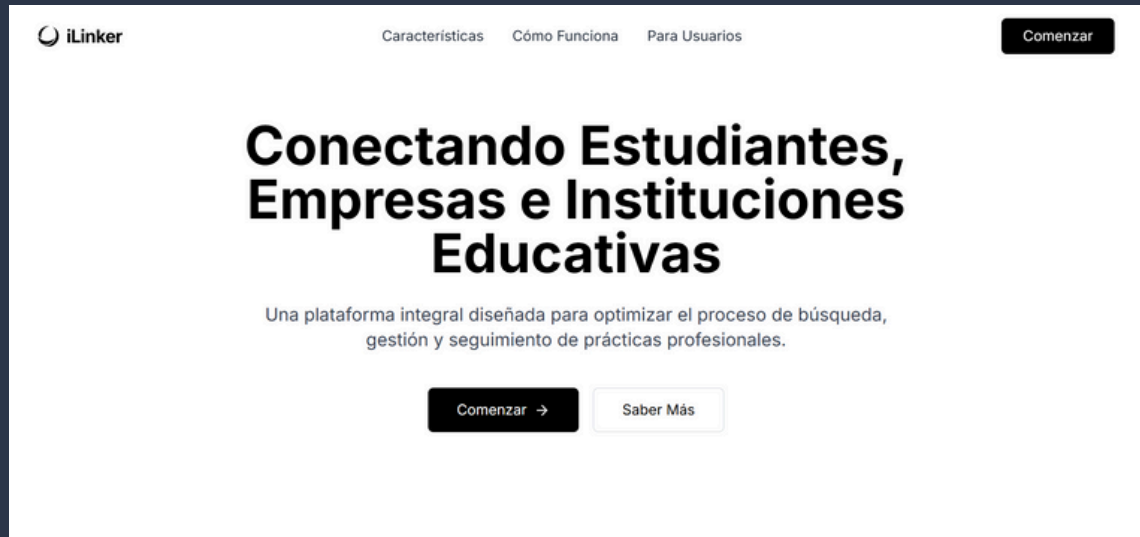 iLinker
Características
Cómo Funciona
Para Usuarios
Comenzar
Conectando Estudiantes,
Empresas e Instituciones
Educativas
Una plataforma integral diseñada para optimizar el proceso de búsqueda,
gestión y seguimiento de prácticas profesionales.
Comenzar →
Saber Más